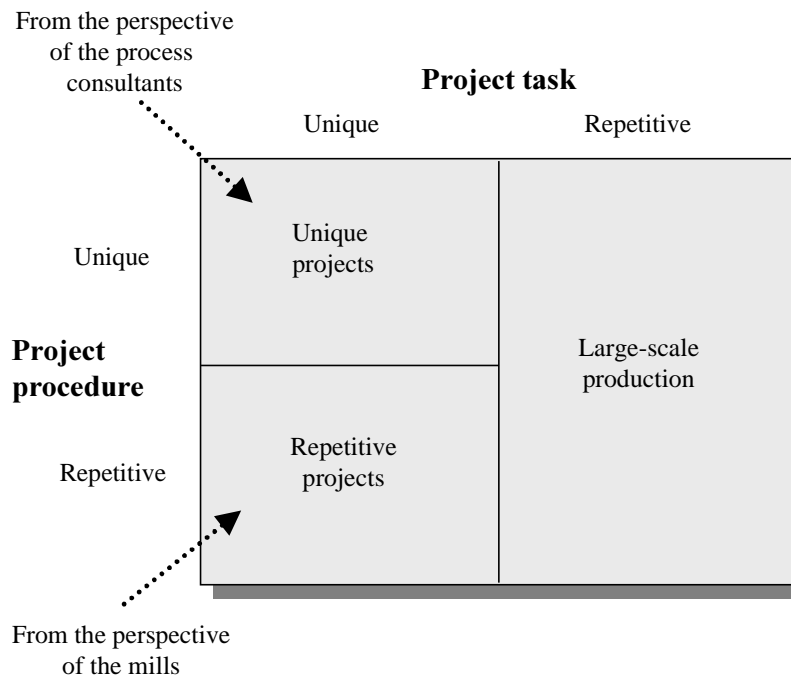 From the perspective
of the process
consultants
Project task
Unique
Repetitive
Unique
Unique
projects
Project
procedure
Large-scale
production
Repetitive
Repetitive
projects
From the perspective
of the mills